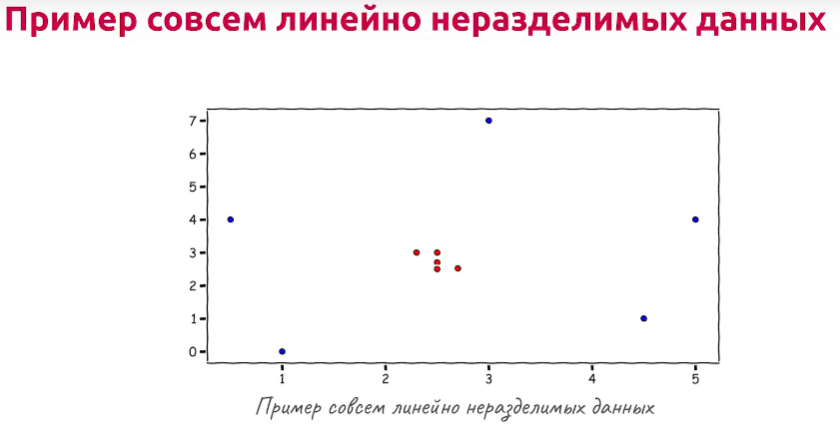 Пример совсем линейно неразделимых данных
7
6
5
4
3
2
1
0
1 2 3 4 5
Пример совсем линейно неразделимых данных